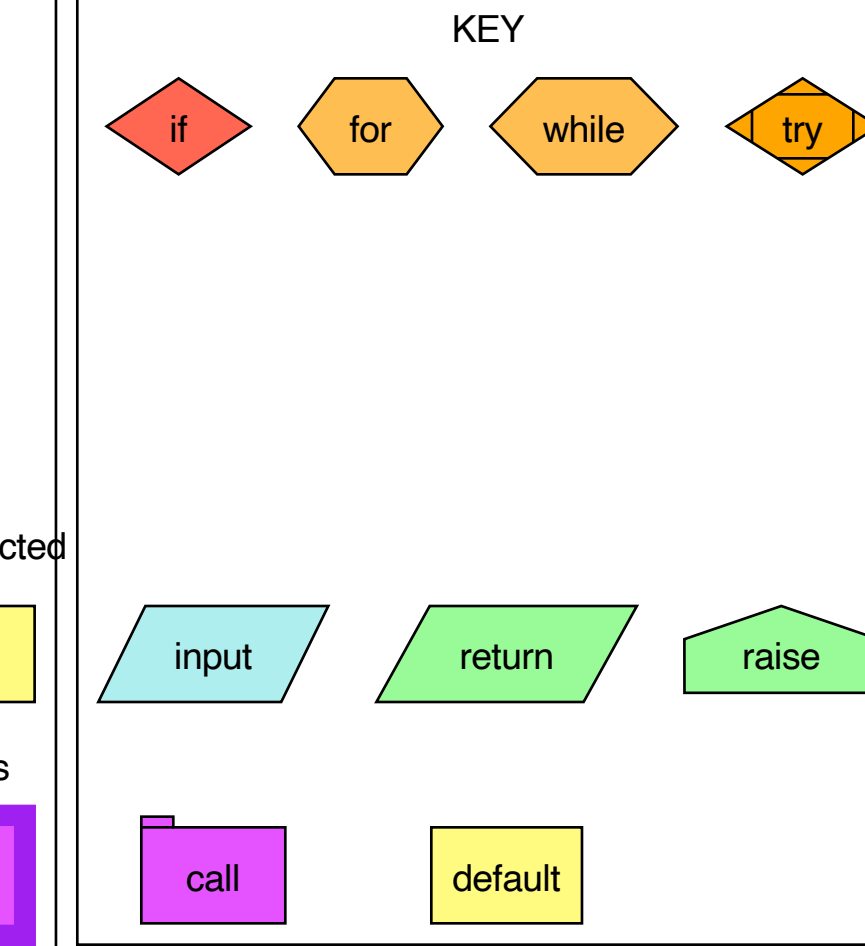 KEY
if
for
while
try
cted
input
return
raise
s
call
default